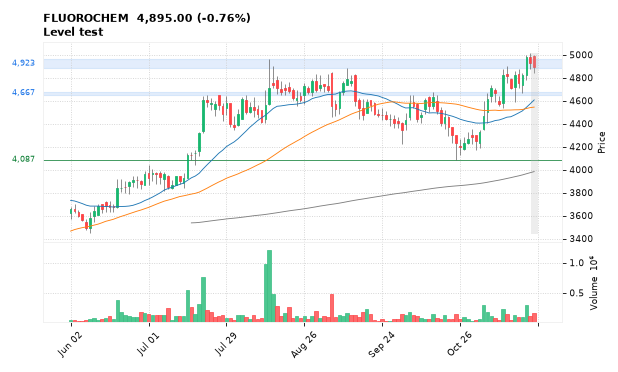 FLUOROCHEM 4,895.00 (-0.76%)
Level test
4,923
4,667
4,087
5000
4800
4600
4400
4200
4000
3800
3600
3400
Price
1.0
0.5
Volume 10⁶
Jun 02
Jul 01
Jul 29
Aug 26
Sep 24
Oct 26